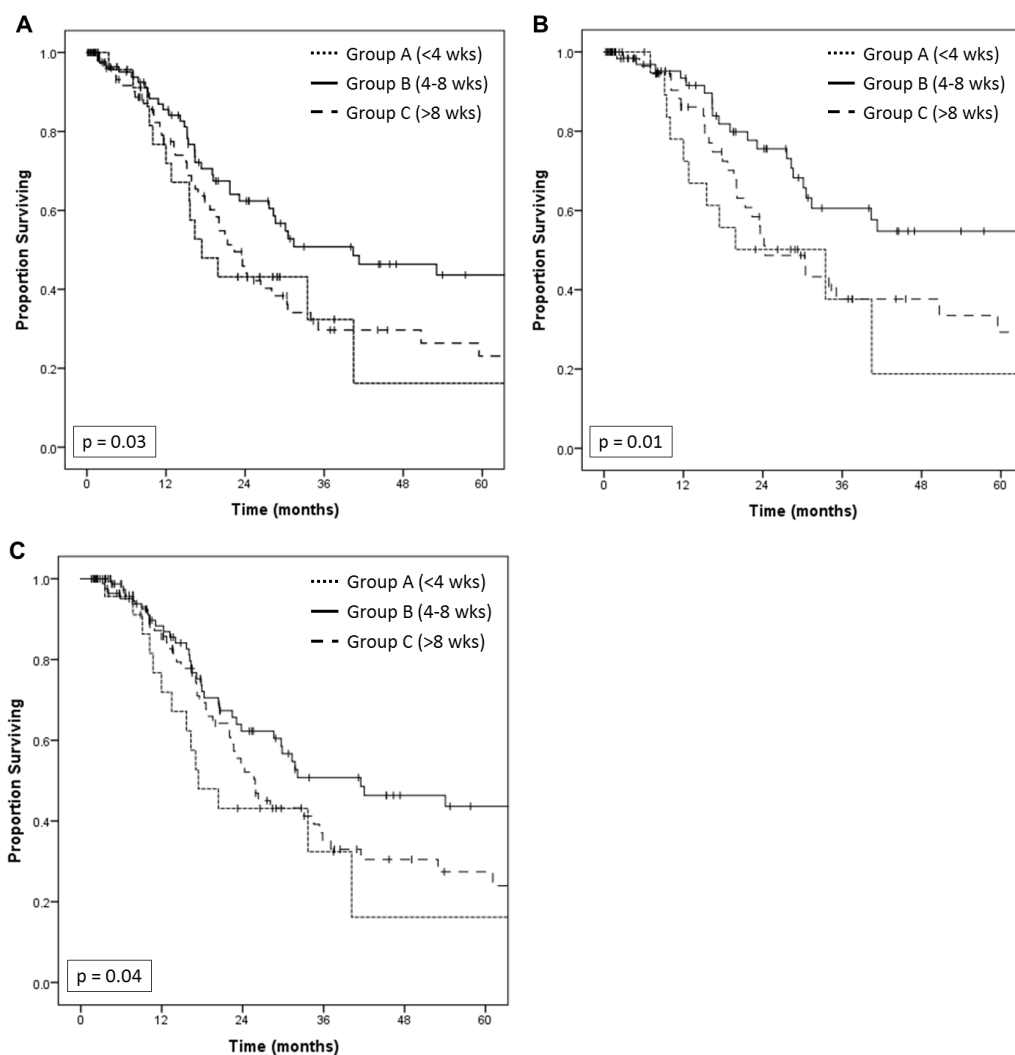 A
Group A (<4 wks)
Group B (4-8 wks)
Group C (>8 wks)
Proportion Surviving
1.0
0.8
0.6
0.4
0.2
0.0
p = 0.03
0 12 24 36 48 60
Time (months)
B
Group A (<4 wks)
Group B (4-8 wks)
Group C (>8 wks)
Proportion Surviving
1.0
0.8
0.6
0.4
0.2
0.0
p = 0.01
0 12 24 36 48 60
Time (months)
C
Group A (<4 wks)
Group B (4-8 wks)
Group C (>8 wks)
Proportion Surviving
1.0
0.8
0.6
0.4
0.2
0.0
p = 0.04
0 12 24 36 48 60
Time (months)